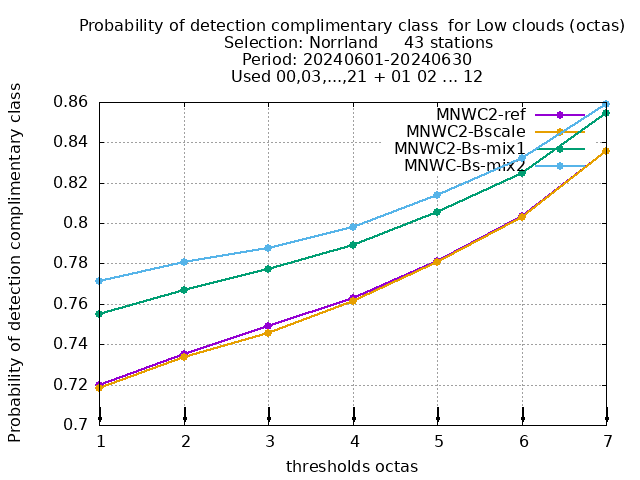 Probability of detection complimentary class  for Low clouds (octas)
Selection: Norrland     43 stations
Period: 20240601-20240630
Used 00,03,...,21 + 01 02 ... 12
Probability of detection complimentary class
0.86
0.84
0.82
0.8
0.78
0.76
0.74
0.72
0.7
MNWC2-ref
MNWC2-Bscale
MNWC2-Bs-mix1
MNWC-Bs-mix2
1 2 3 4 5 6 7
thresholds octas